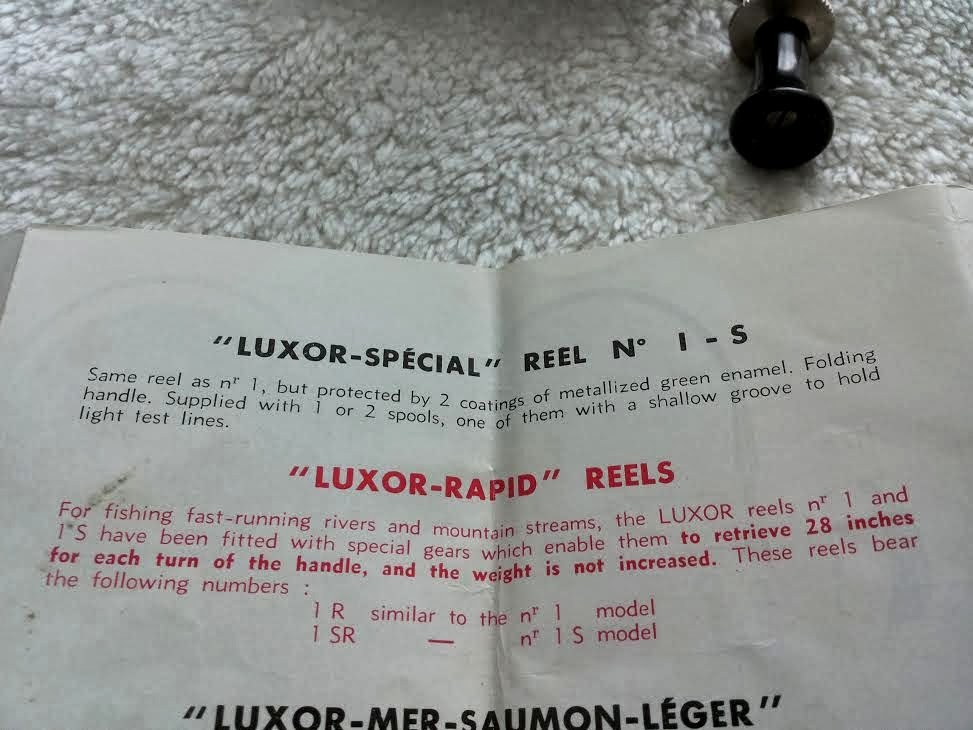 "LUXOR-SPÉCIAL" REEL N° 1 - S
Same reel as nʳ 1, but protected by 2 coatings of metallized green enamel. Folding
handle. Supplied with 1 or 2 spools, one of them with a shallow groove to hold
light test lines.
"LUXOR-RAPID" REELS
For fishing fast-running rivers and mountain streams, the LUXOR reels nʳ 1 and
1 S have been fitted with special gears which enable them to retrieve 28 inches
for each turn of the handle, and the weight is not increased. These reels bear
the following numbers :
1 R similar to the nʳ 1 model
1 SR — nʳ 1 S model
"LUXOR-MER-SAUMON-LÉGER"